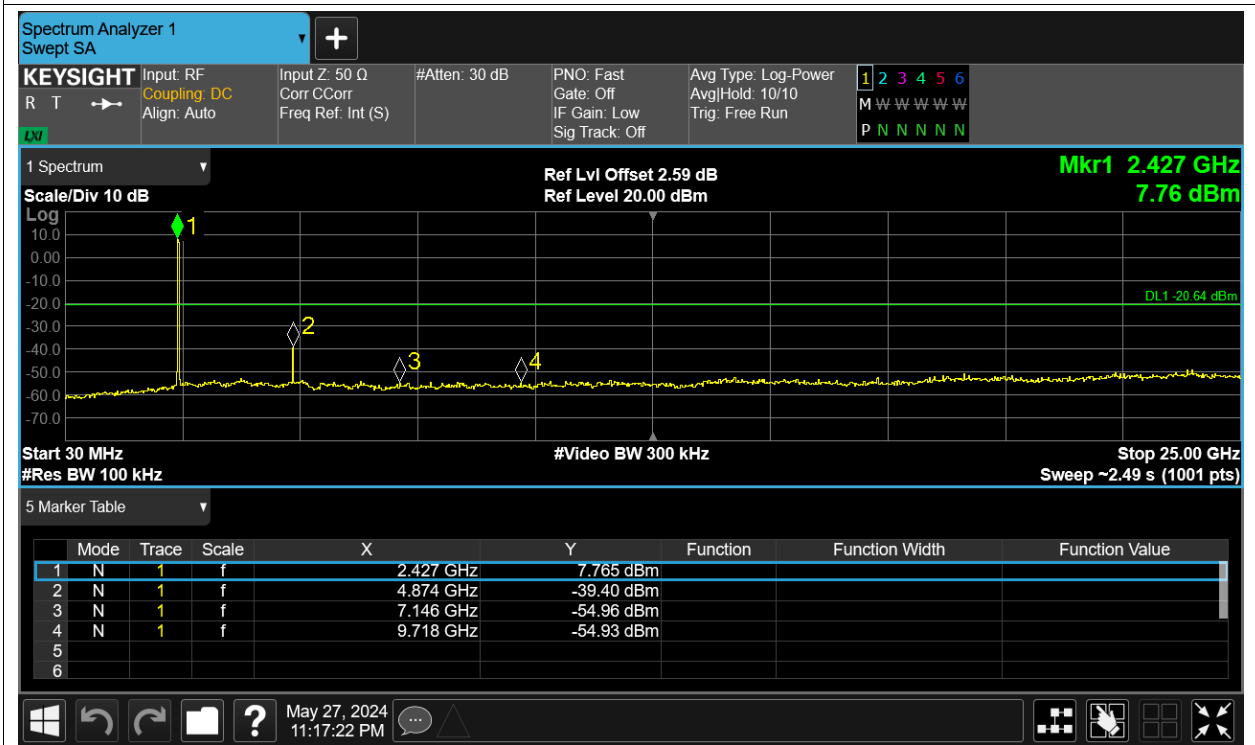 Spectrum Analyzer 1
Swept SA
+
KEYSIGHT
R T
LXI
Input: RF
Coupling: DC
Align: Auto
Input Z: 50 Ω
Corr CCorr
Freq Ref: Int (S)
#Atten: 30 dB
PNO: Fast
Gate: Off
IF Gain: Low
Sig Track: Off
Avg Type: Log-Power
Avg|Hold: 10/10
Trig: Free Run
1 2 3 4 5 6
M W W W W W
P N N N N N
1 Spectrum
Scale/Div 10 dB
Ref Lvl Offset 2.59 dB
Ref Level 20.00 dBm
Mkr1 2.427 GHz
7.76 dBm
Log
10.0
0.00
-10.0
-20.0
-30.0
-40.0
-50.0
-60.0
-70.0
1
2
3
4
DL1 -20.64 dBm
Start 30 MHz
#Video BW 300 kHz
Stop 25.00 GHz
#Res BW 100 kHz
Sweep ~2.49 s (1001 pts)
5 Marker Table
Mode Trace Scale X Y Function Function Width Function Value
1 N 1 f 2.427 GHz 7.765 dBm
2 N 1 f 4.874 GHz -39.40 dBm
3 N 1 f 7.146 GHz -54.96 dBm
4 N 1 f 9.718 GHz -54.93 dBm
5
6
?
May 27, 2024
11:17:22 PM